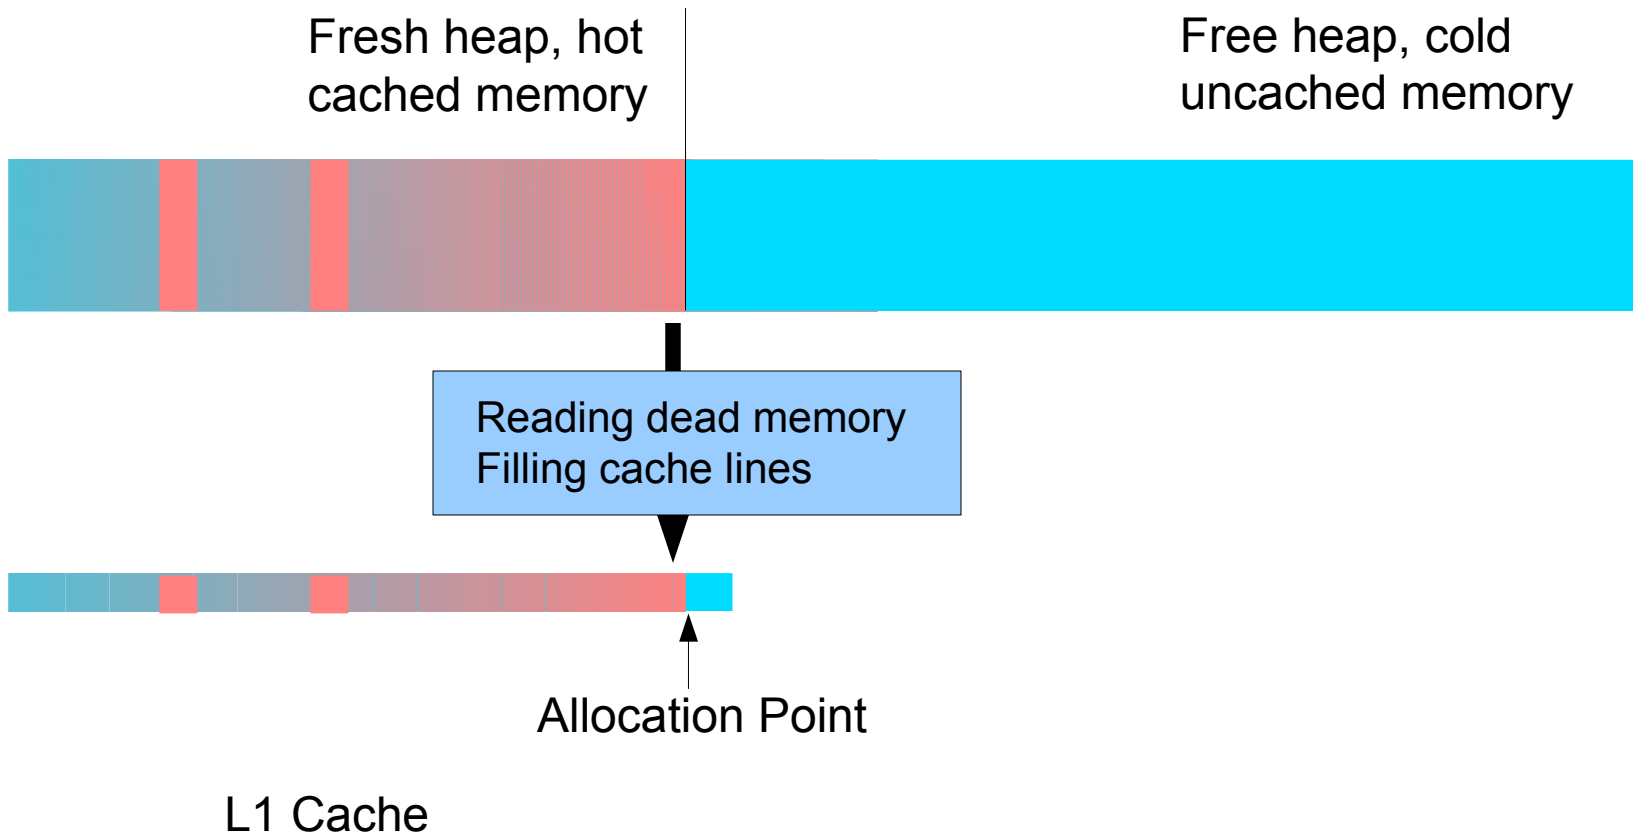 Fresh heap, hot
cached memory
Free heap, cold
uncached memory
Reading dead memory
Filling cache lines
Allocation Point
L1 Cache